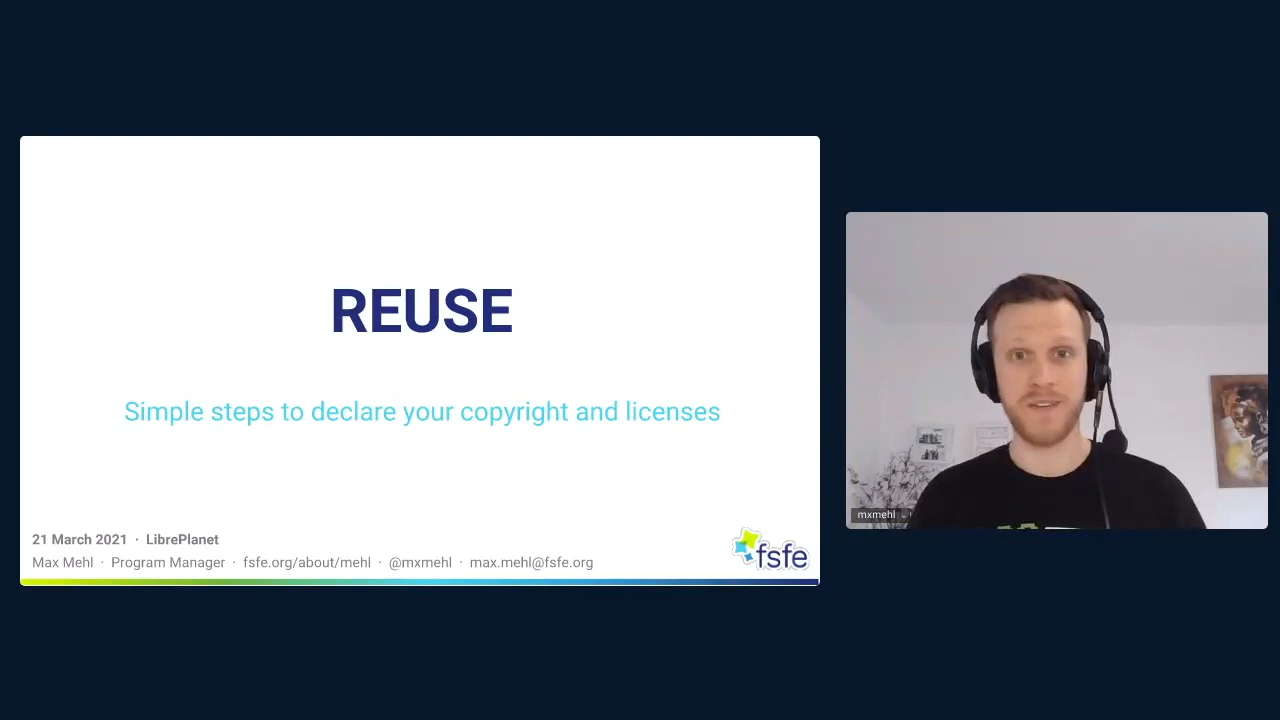 REUSE
Simple steps to declare your copyright and licenses
21 March 2021 · LibrePlanet
Max Mehl · Program Manager · fsfe.org/about/mehl · @mxmehl · max.mehl@fsfe.org
fsfe
mxmehl